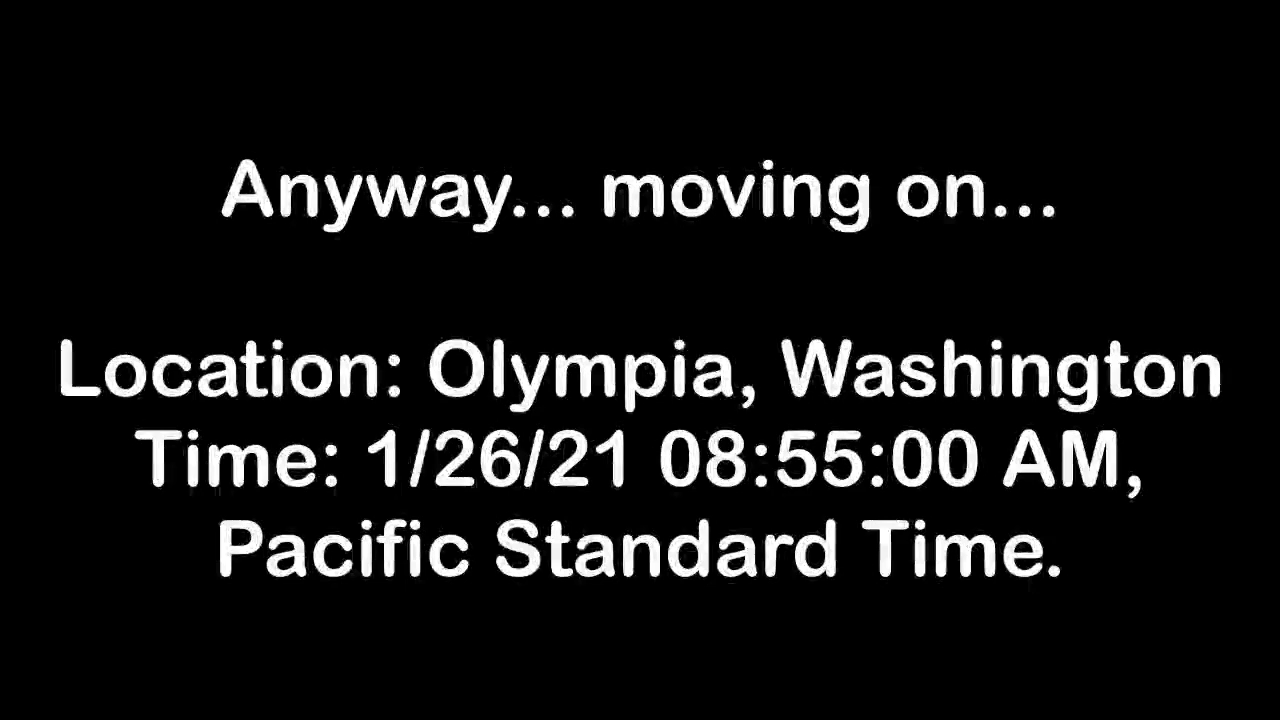 Anyway... moving on...
Location: Olympia, Washington
Time: 1/26/21 08:55:00 AM,
Pacific Standard Time.